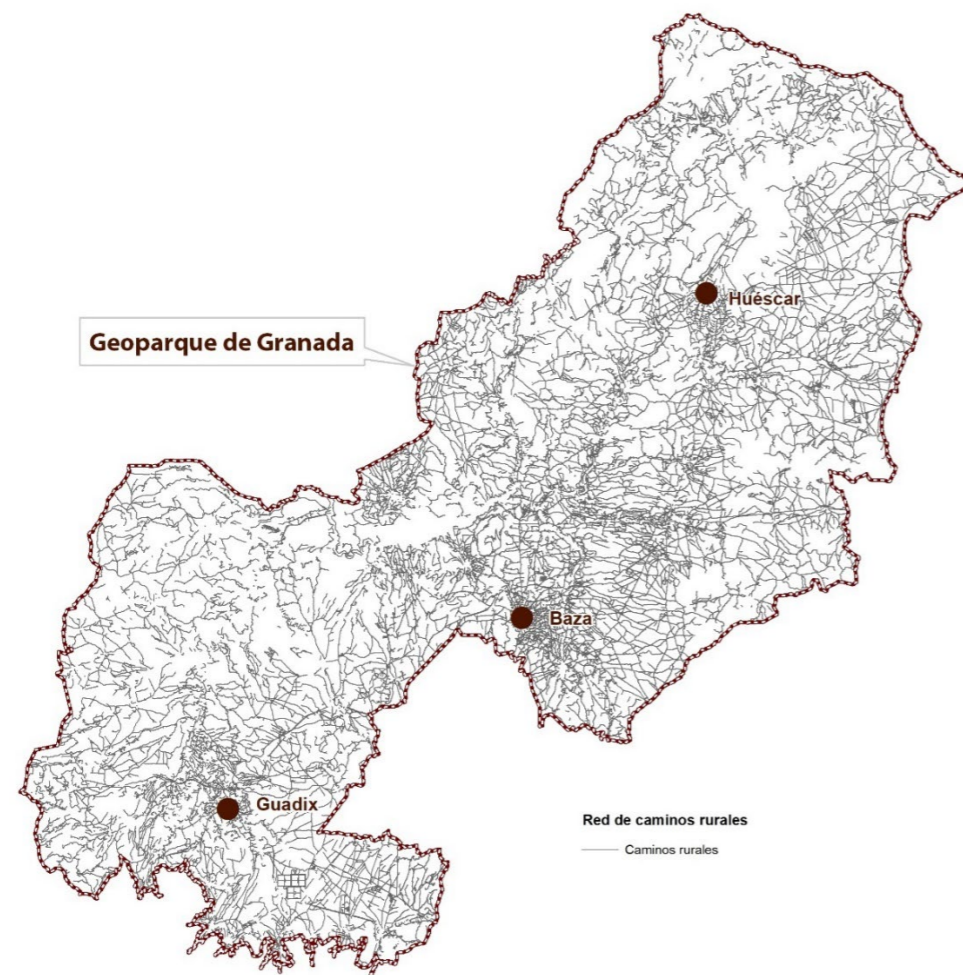 Huéscar
Geoparque de Granada
Baza
Guadix
Red de caminos rurales
Caminos rurales